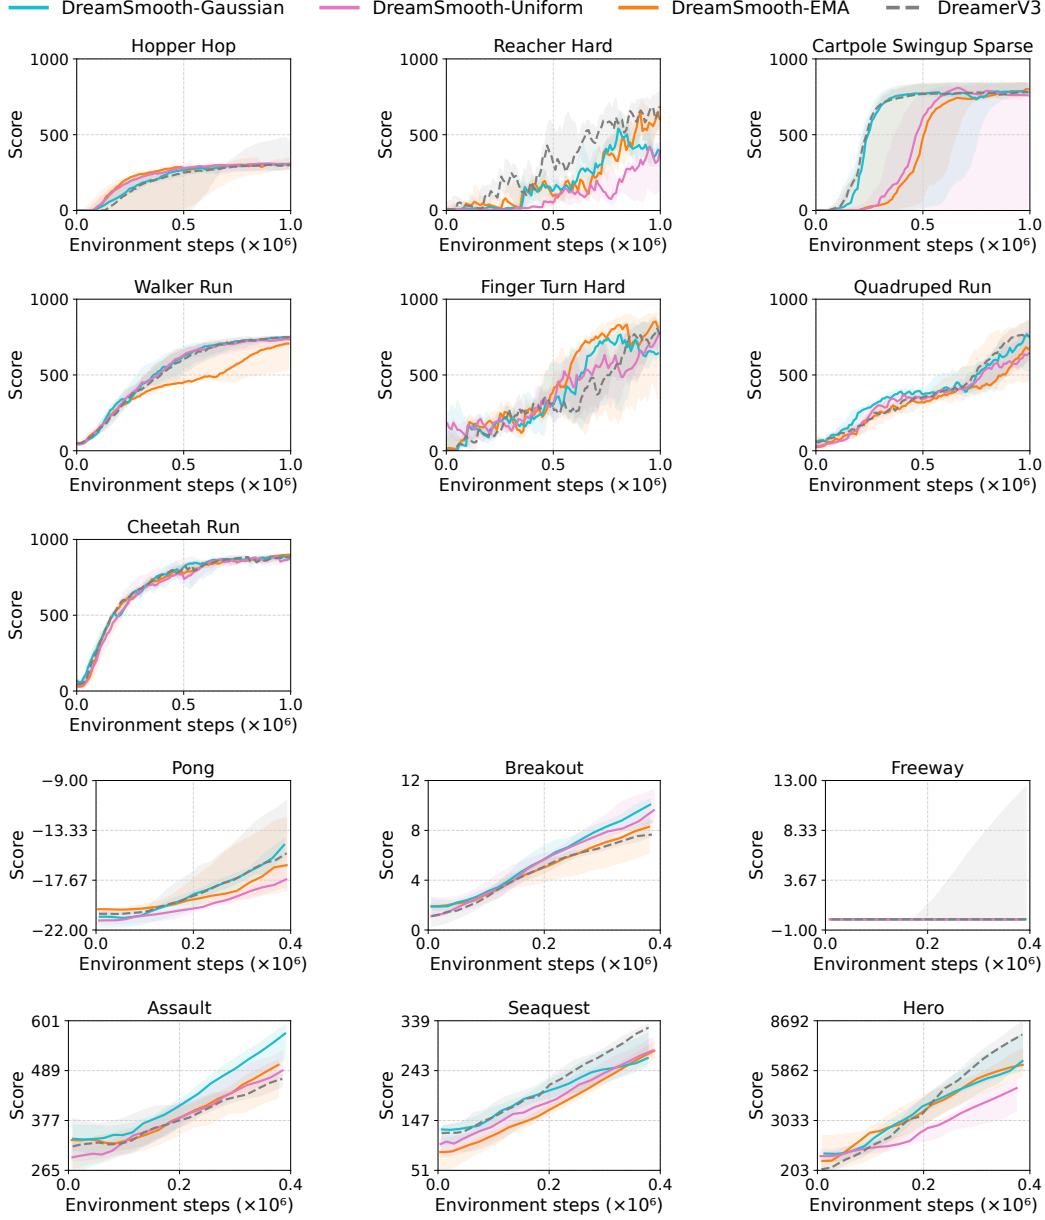 DreamSmooth-Gaussian DreamSmooth-Uniform DreamSmooth-EMA DreamerV3
Hopper Hop
1000
500
0
Score
0.0 0.5 1.0
Environment steps (×10⁶)
Reacher Hard
1000
500
0
Score
0.0 0.5 1.0
Environment steps (×10⁶)
Cartpole Swingup Sparse
1000
500
0
Score
0.0 0.5 1.0
Environment steps (×10⁶)
Walker Run
1000
500
0
Score
0.0 0.5 1.0
Environment steps (×10⁶)
Finger Turn Hard
1000
500
0
Score
0.0 0.5 1.0
Environment steps (×10⁶)
Quadruped Run
1000
500
0
Score
0.0 0.5 1.0
Environment steps (×10⁶)
Cheetah Run
1000
500
0
Score
0.0 0.5 1.0
Environment steps (×10⁶)
Pong
−9.00
−13.33
−17.67
−22.00
Score
0.0 0.2 0.4
Environment steps (×10⁶)
Breakout
12
8
4
0
Score
0.0 0.2 0.4
Environment steps (×10⁶)
Freeway
13.00
8.33
3.67
−1.00
Score
0.0 0.2 0.4
Environment steps (×10⁶)
Assault
601
489
377
265
Score
0.0 0.2 0.4
Environment steps (×10⁶)
Seaquest
339
243
147
51
Score
0.0 0.2 0.4
Environment steps (×10⁶)
Hero
8692
5862
3033
203
Score
0.0 0.2 0.4
Environment steps (×10⁶)